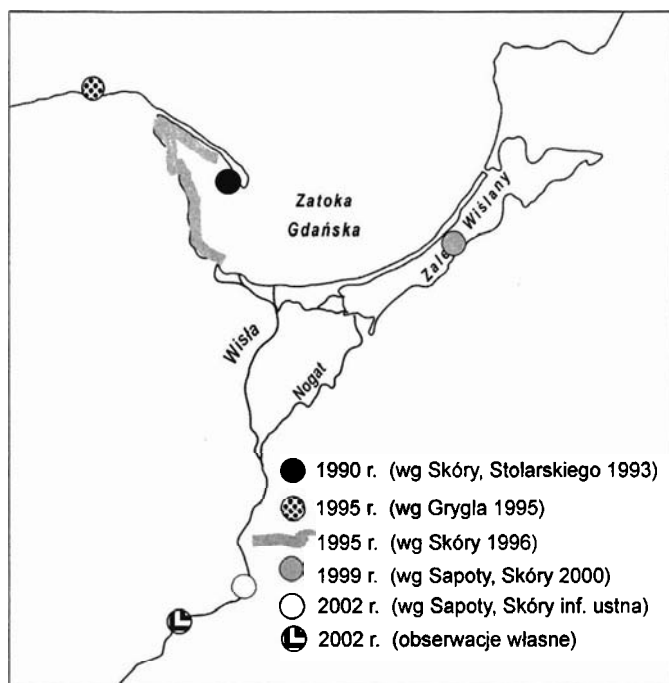 Zatoka
Gdańska
Zale Wiślany
Wisła
Nogat
1990 r. (wg Skóry, Stolarskiego 1993)
1995 r. (wg Grygla 1995)
1995 r. (wg Skóry 1996)
1999 r. (wg Sapoty, Skóry 2000)
2002 r. (wg Sapoty, Skóry inf. ustna)
2002 r. (obserwacje własne)